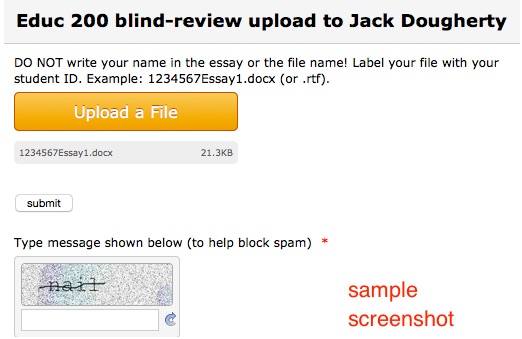 Educ 200 blind-review upload to Jack Dougherty
DO NOT write your name in the essay or the file name! Label your file with your
student ID. Example: 1234567Essay1.docx (or .rtf).
Upload a File
1234567Essay1.docx 21.3KB
submit
Type message shown below (to help block spam) *
nail
sample
screenshot